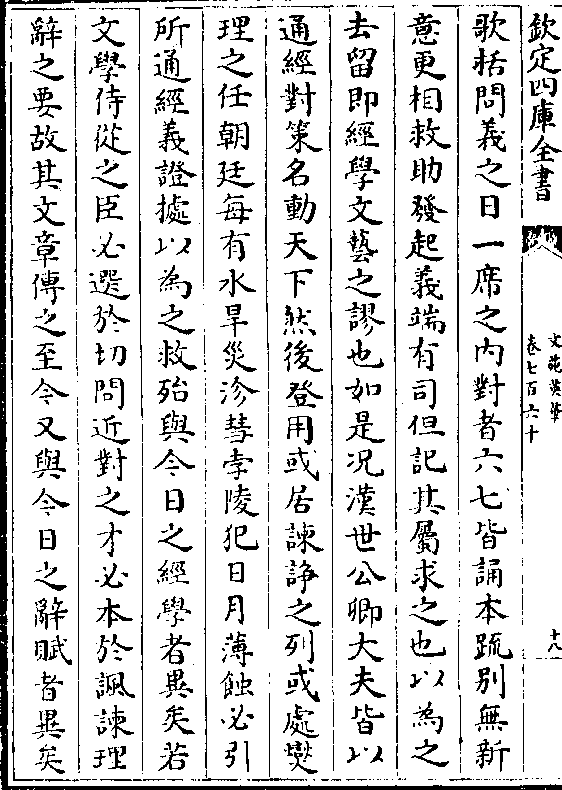 欽定四庫全書
文苑英華
卷七百六十
十八
歌括問義之日一席之内對者六七皆誦本䟽别無新
意更相救助發起義端有司但記其屬求之也以為之
去留即經學文藝之謬也如是况漢世公卿大夫皆以
通經對策名動天下然後登用或居諫諍之列或處爕
理之任朝廷每有水旱災沴彗孛陵犯日月薄蝕必引
所通經義證據以為之救殆與今日之經學者異矣若
文學侍從之臣必選於切問近對之才必本於諷諫理
辭之要故其文章傳之至今又與今日之辭賦者異矣